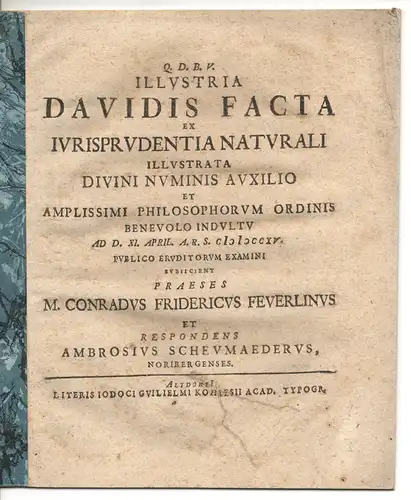 Q. D. B. V.
ILLVSTRIA
DAVIDIS FACTA
EX
IVRISPRVDENTIA NATVRALI
ILLVSTRATA
DIVINI NVMINIS AVXILIO
ET
AMPLISSIMI PHILOSOPHORVM ORDINIS
BENEVOLO INDVLTV
AD D. XI. APRIL. A. R. S. cIↄIↄccxv.
PVBLICO ERVDITORVM EXAMINI
SVBIICIENT
PRAESES
M. CONRADVS FRIDERICVS FEVERLINVS
ET
RESPONDENS
AMBROSIVS SCHEVMAEDERVS,
NORIBERGENSES.
ALTDORFI
LITERIS IODOCI GVILIELMI KOHLESII ACAD. TYPOGR.